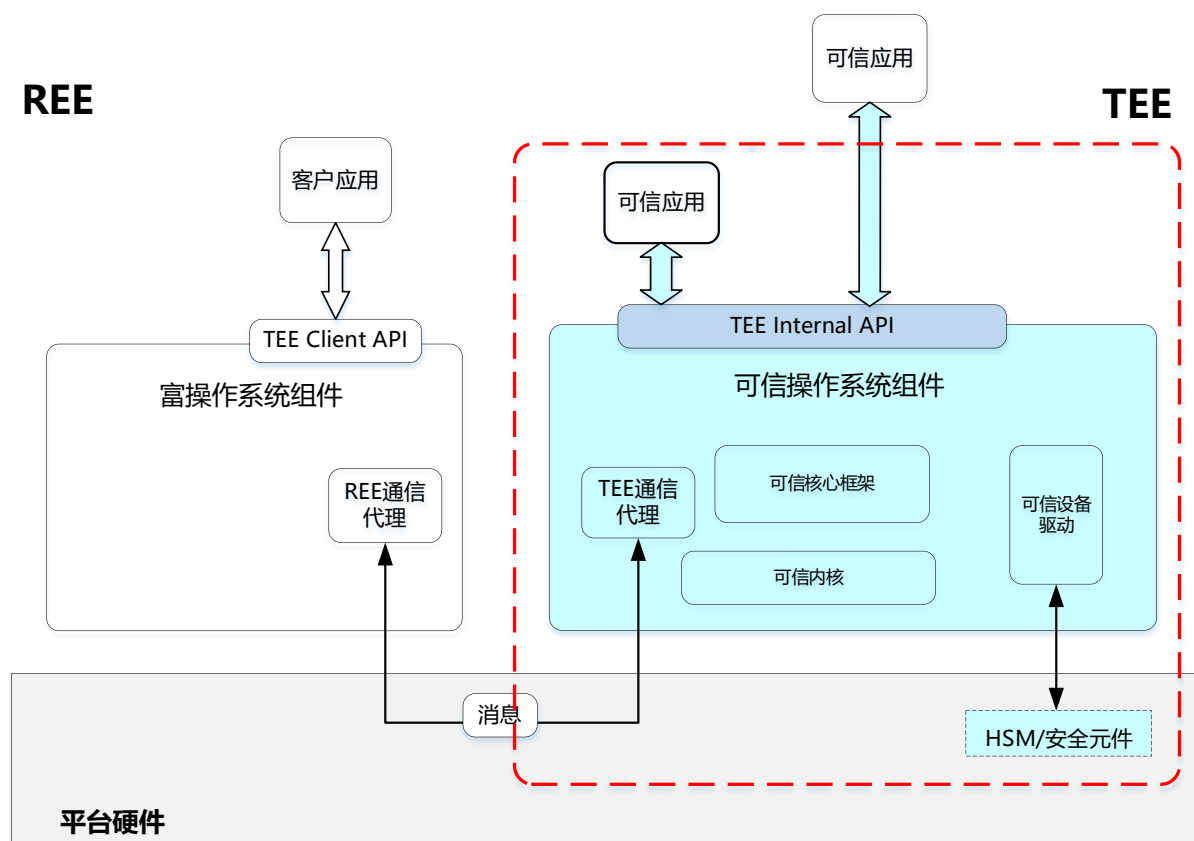 REE
TEE
可信应用
客户应用
可信应用
TEE Client API
TEE Internal API
富操作系统组件
可信操作系统组件
REE通信
代理
TEE通信
代理
可信核心框架
可信内核
可信设备
驱动
消息
HSM/安全元件
平台硬件